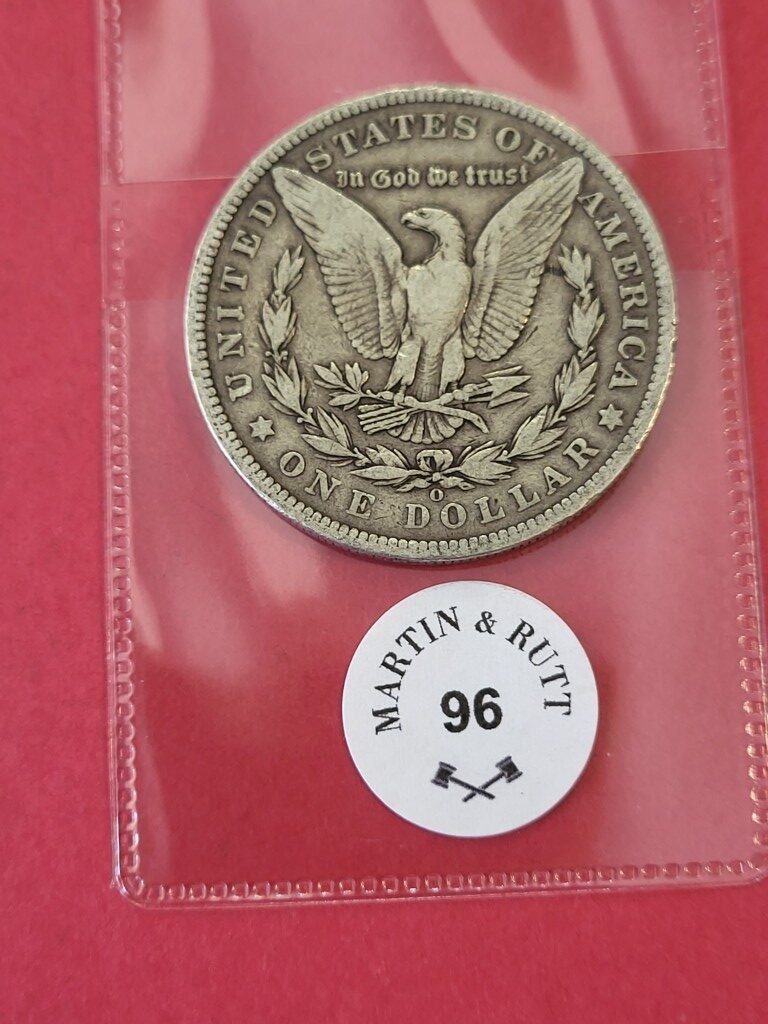 UNITED STATES OF AMERICA
In God we trust
O
ONE DOLLAR
MARTIN & RUTT
96